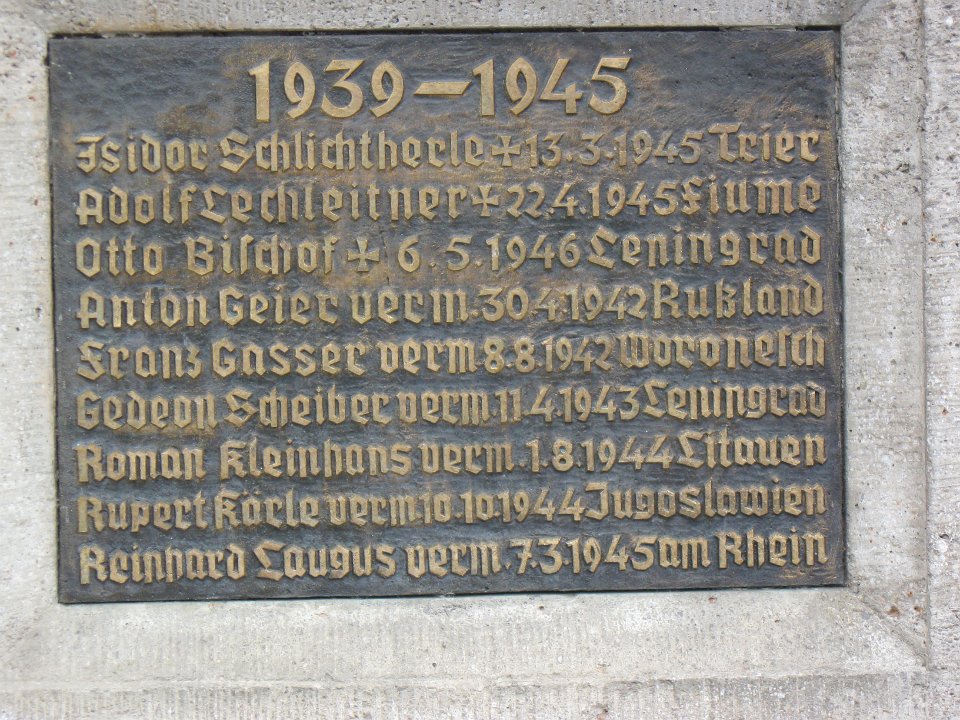 1939-1945
Isidor Schlichtherle ✠ 13.3.1945 Trier
Adolf Lechleitner ✠ 22.4.1945 Fiume
Otto Biſchof ✠ 6.5.1946 Leningrad
Anton Geier verm. 30.4.1942 Rußland
Franz Gasser verm. 8.8.1942 Woroneſch
Gedeon Scheiber verm. 11.4.1943 Leningrad
Roman Kleinhans verm. 1.8.1944 Litauen
Rupert Körle verm. 10.10.1944 Jugoslawien
Reinhard Laugus verm. 7.3.1945 am Rhein